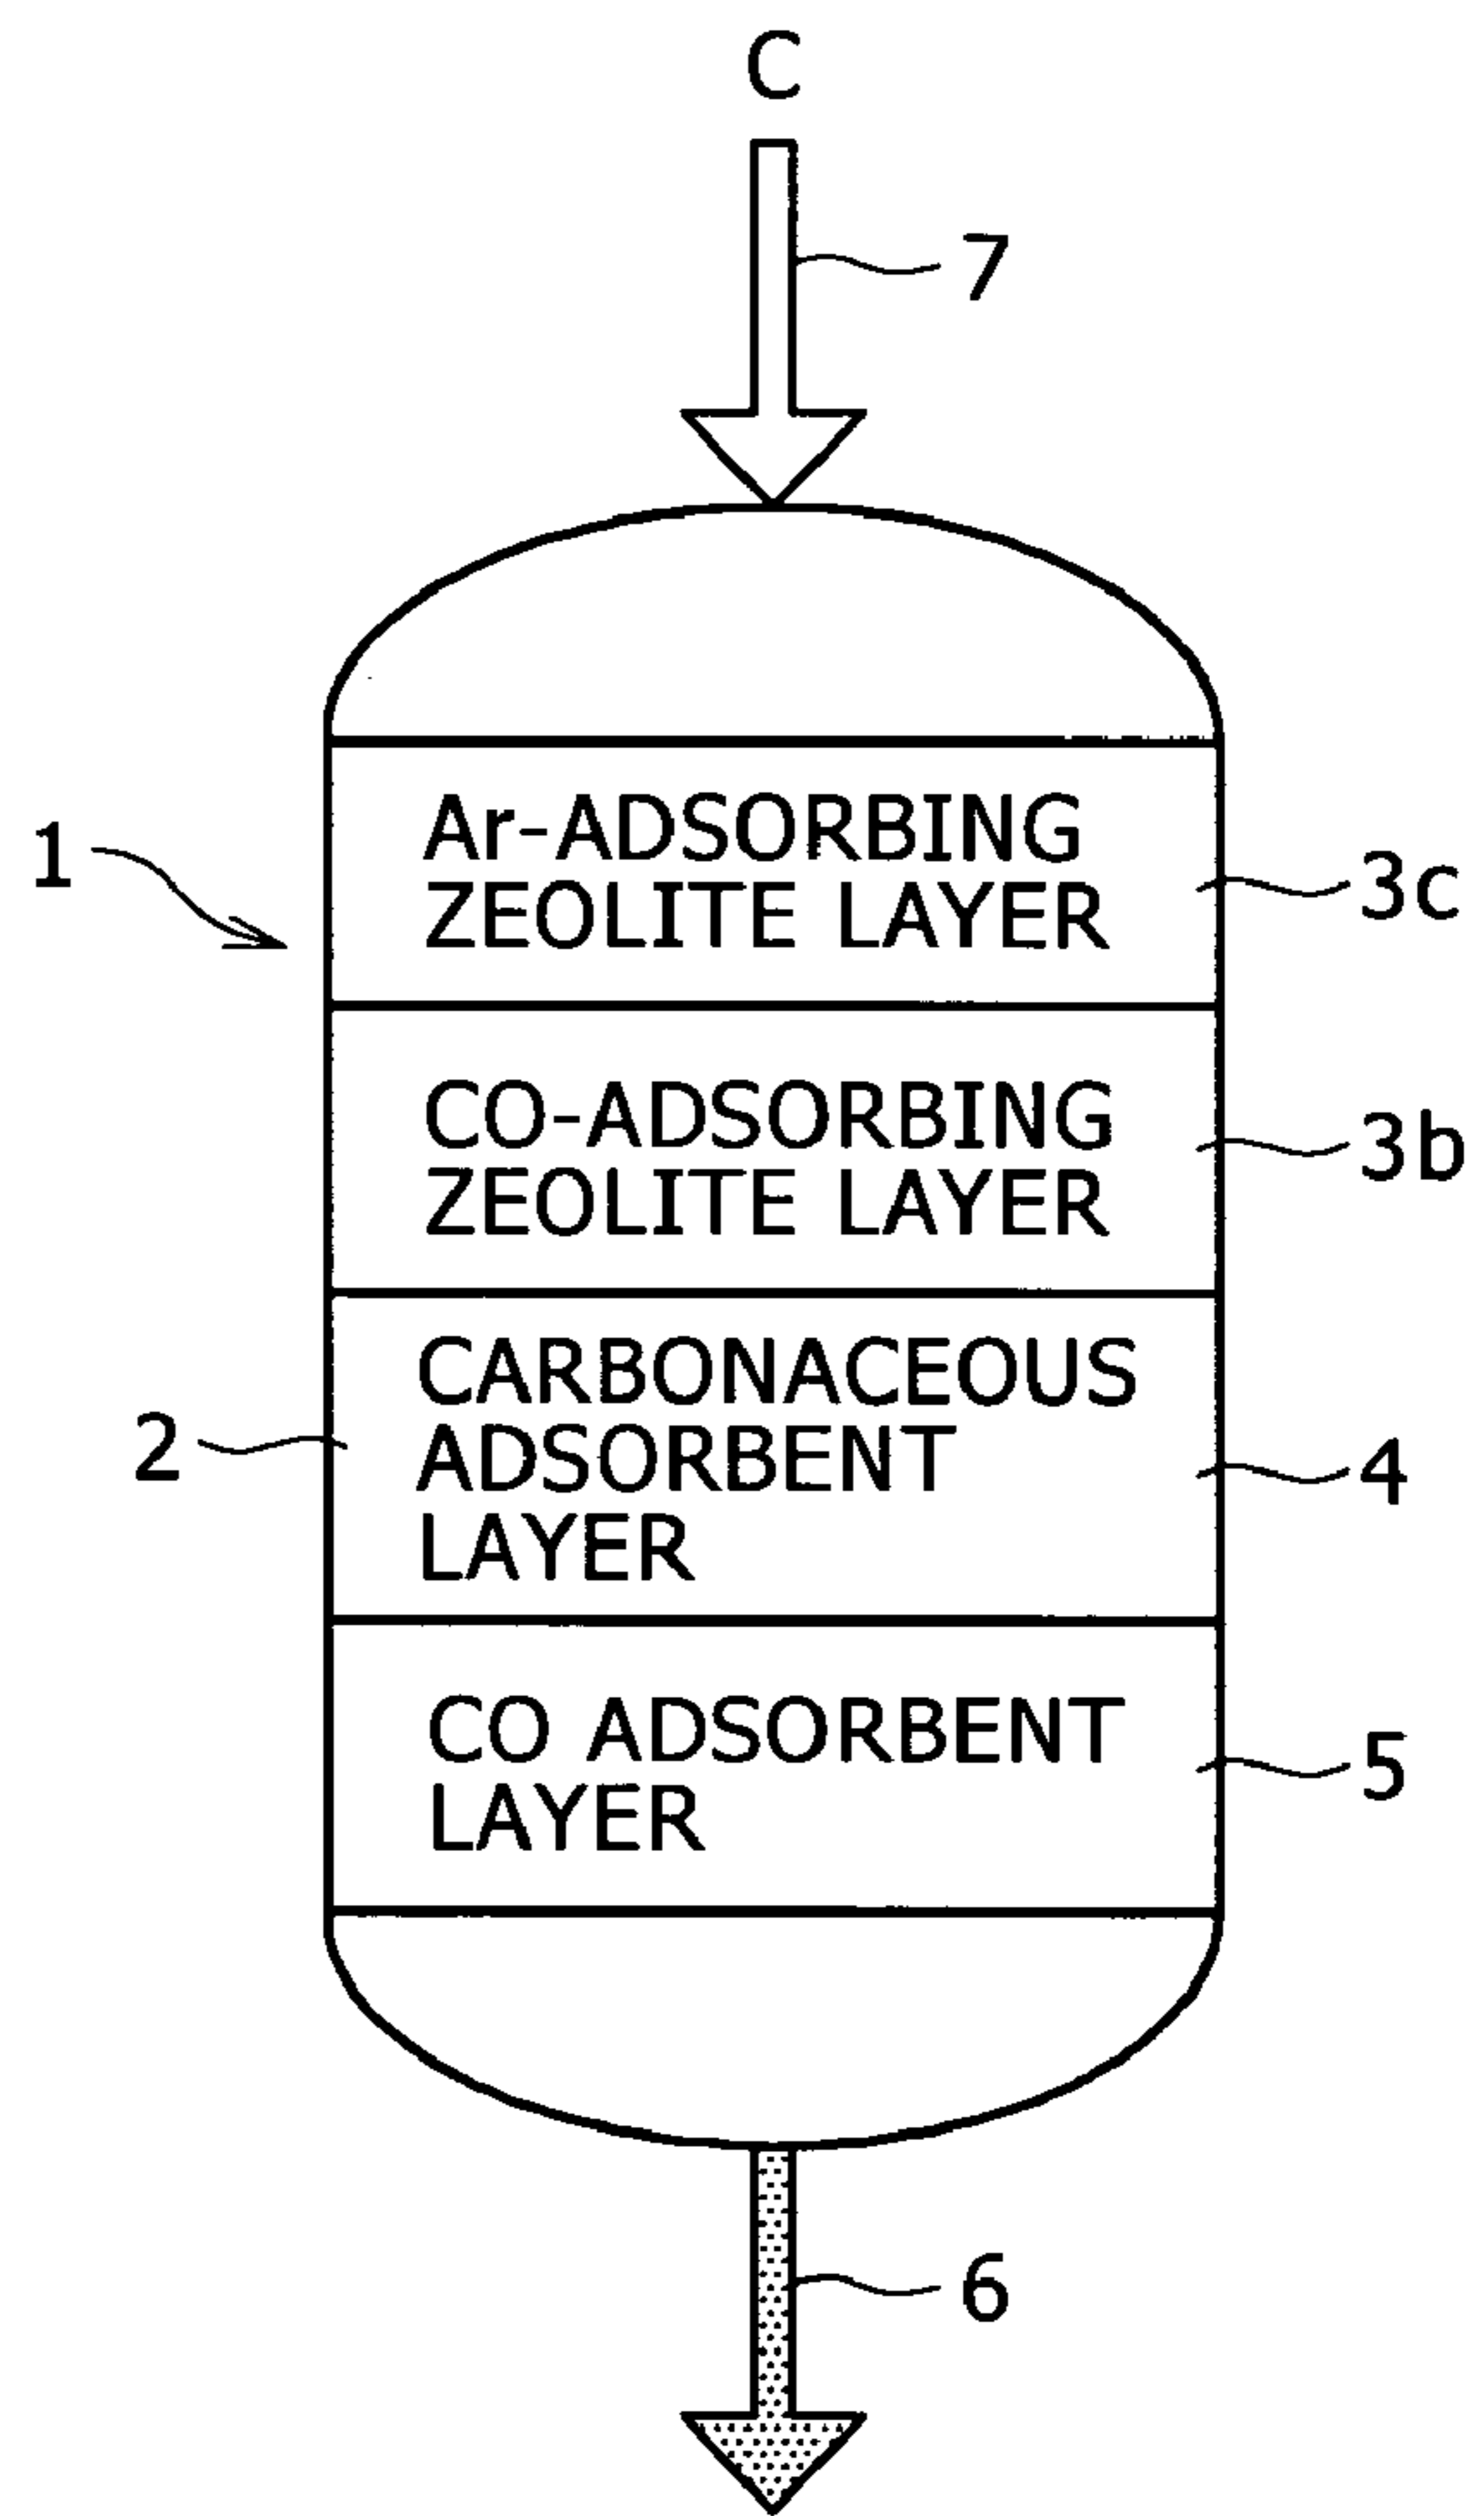 C
7
Ar-ADSORBING
ZEOLITE LAYER
1
3c
CO-ADSORBING
ZEOLITE LAYER
3b
CARBONACEOUS
ADSORBENT
LAYER
2
4
CO ADSORBENT
LAYER
5
6